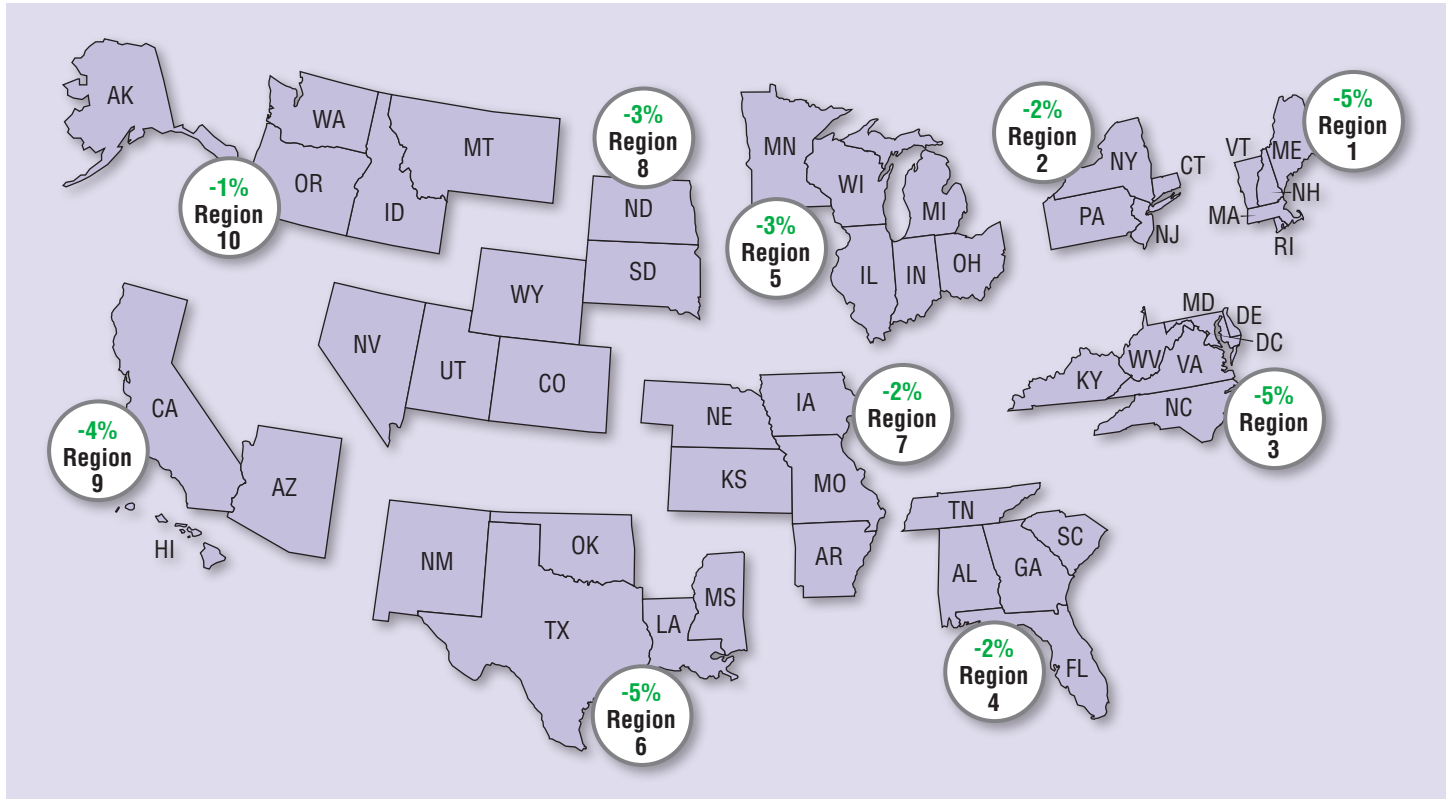 AK
WA
MT
OR
ID
-1%
Region
10
-3%
Region
8
ND
SD
WY
NV
UT
CO
MN
WI
MI
IL
IN
OH
-3%
Region
5
-2%
Region
2
NY
PA
CT
NJ
-5%
Region
1
VT
ME
NH
MA
RI
CA
AZ
HI
-4%
Region
9
NE
IA
KS
MO
AR
-2%
Region
7
MD
DE
DC
WV
VA
KY
NC
-5%
Region
3
NM
OK
TX
LA
MS
-5%
Region
6
TN
SC
AL
GA
FL
-2%
Region
4